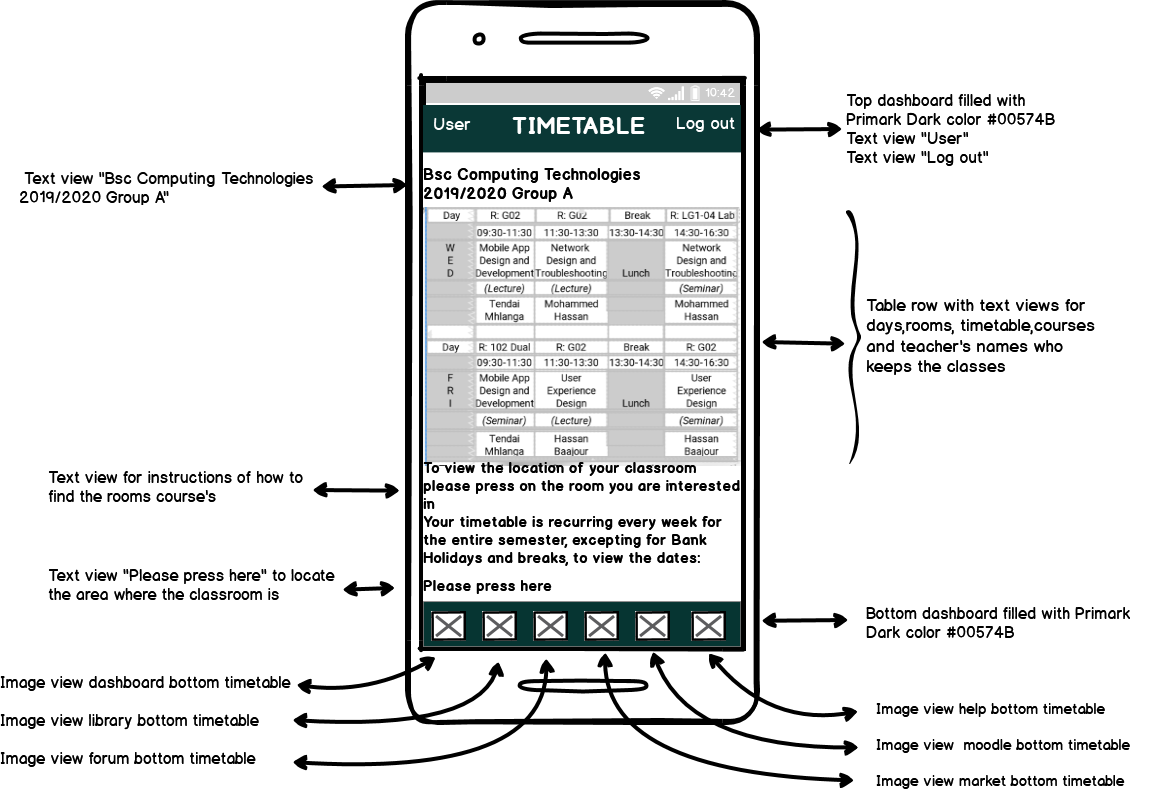 10:42
User TIMETABLE Log out
Top dashboard filled with
Primark Dark color #00574B
Text view "User"
Text view "Log out"
Text view "Bsc Computing Technologies
2019/2020 Group A"
Bsc Computing Technologies
2019/2020 Group A
Day R: G02 R: G02 Break R: LG1-04 Lab
09:30-11:30 11:30-13:30 13:30-14:30 14:30-16:30
W Mobile App Network Network
E Design and Design and Design and
D Development Troubleshooting Lunch Troubleshooting
(Lecture) (Lecture) (Seminar)
Tendai Mohammed Mohammed
Mhlanga Hassan Hassan
Day R: 102 Dual R: G02 Break R: G02
09:30-11:30 11:30-13:30 13:30-14:30 14:30-16:30
F Mobile App User User
R Design and Experience Experience
I Development Design Lunch Design
(Seminar) (Lecture) (Seminar)
Tendai Hassan Hassan
Mhlanga Baajour Baajour
Table row with text views for
days,rooms, timetable,courses
and teacher's names who
keeps the classes
To view the location of your classroom
please press on the room you are interested
in
Your timetable is recurring every week for
the entire semester, excepting for Bank
Holidays and breaks, to view the dates:
Please press here
Text view for instructions of how to
find the rooms course's
Text view "Please press here" to locate
the area where the classroom is
Bottom dashboard filled with Primark
Dark color #00574B
Image view dashboard bottom timetable
Image view library bottom timetable
Image view forum bottom timetable
Image view help bottom timetable
Image view moodle bottom timetable
Image view market bottom timetable